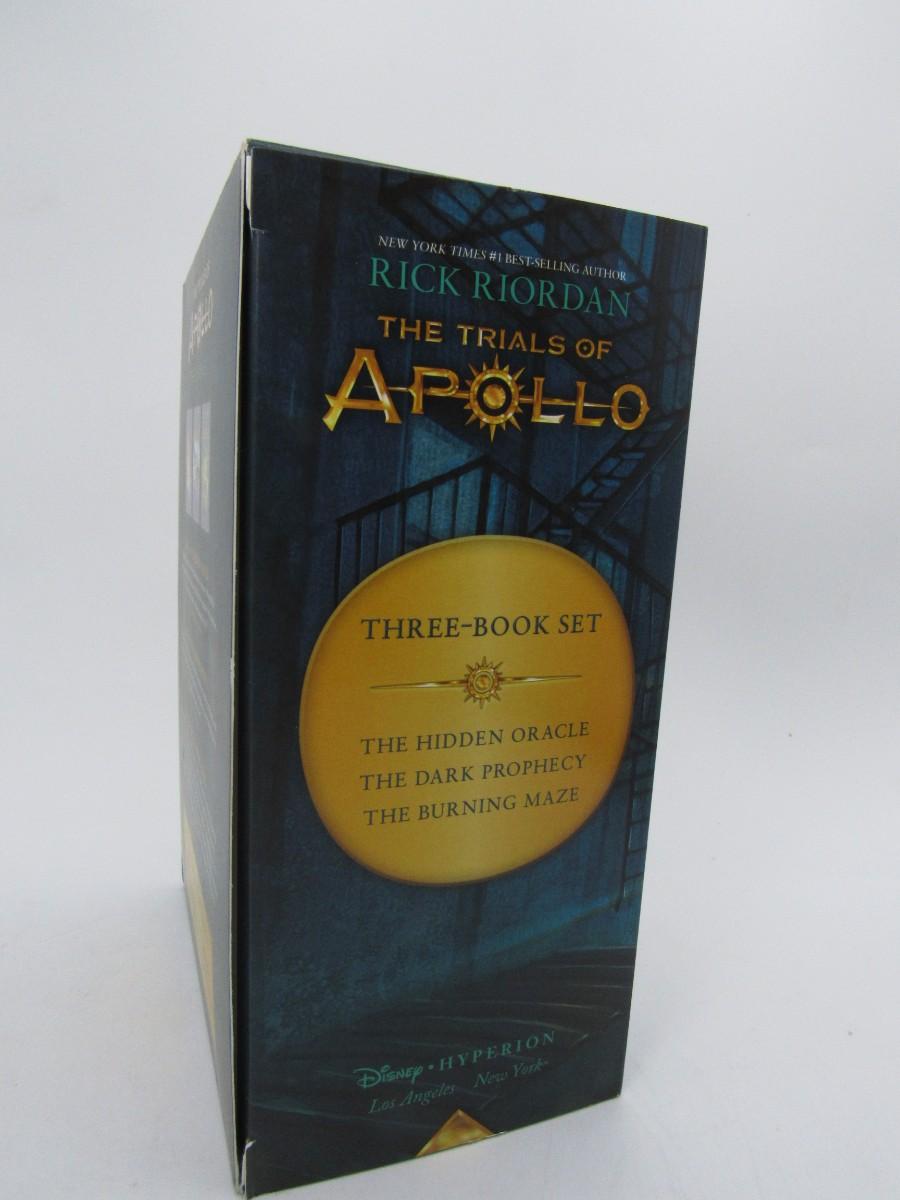 NEW YORK TIMES #1 BEST-SELLING AUTHOR
RICK RIORDAN
THE TRIALS OF
APOLLO
THREE-BOOK SET
THE HIDDEN ORACLE
THE DARK PROPHECY
THE BURNING MAZE
DISNEY • HYPERION
Los Angeles New York
APOLLO